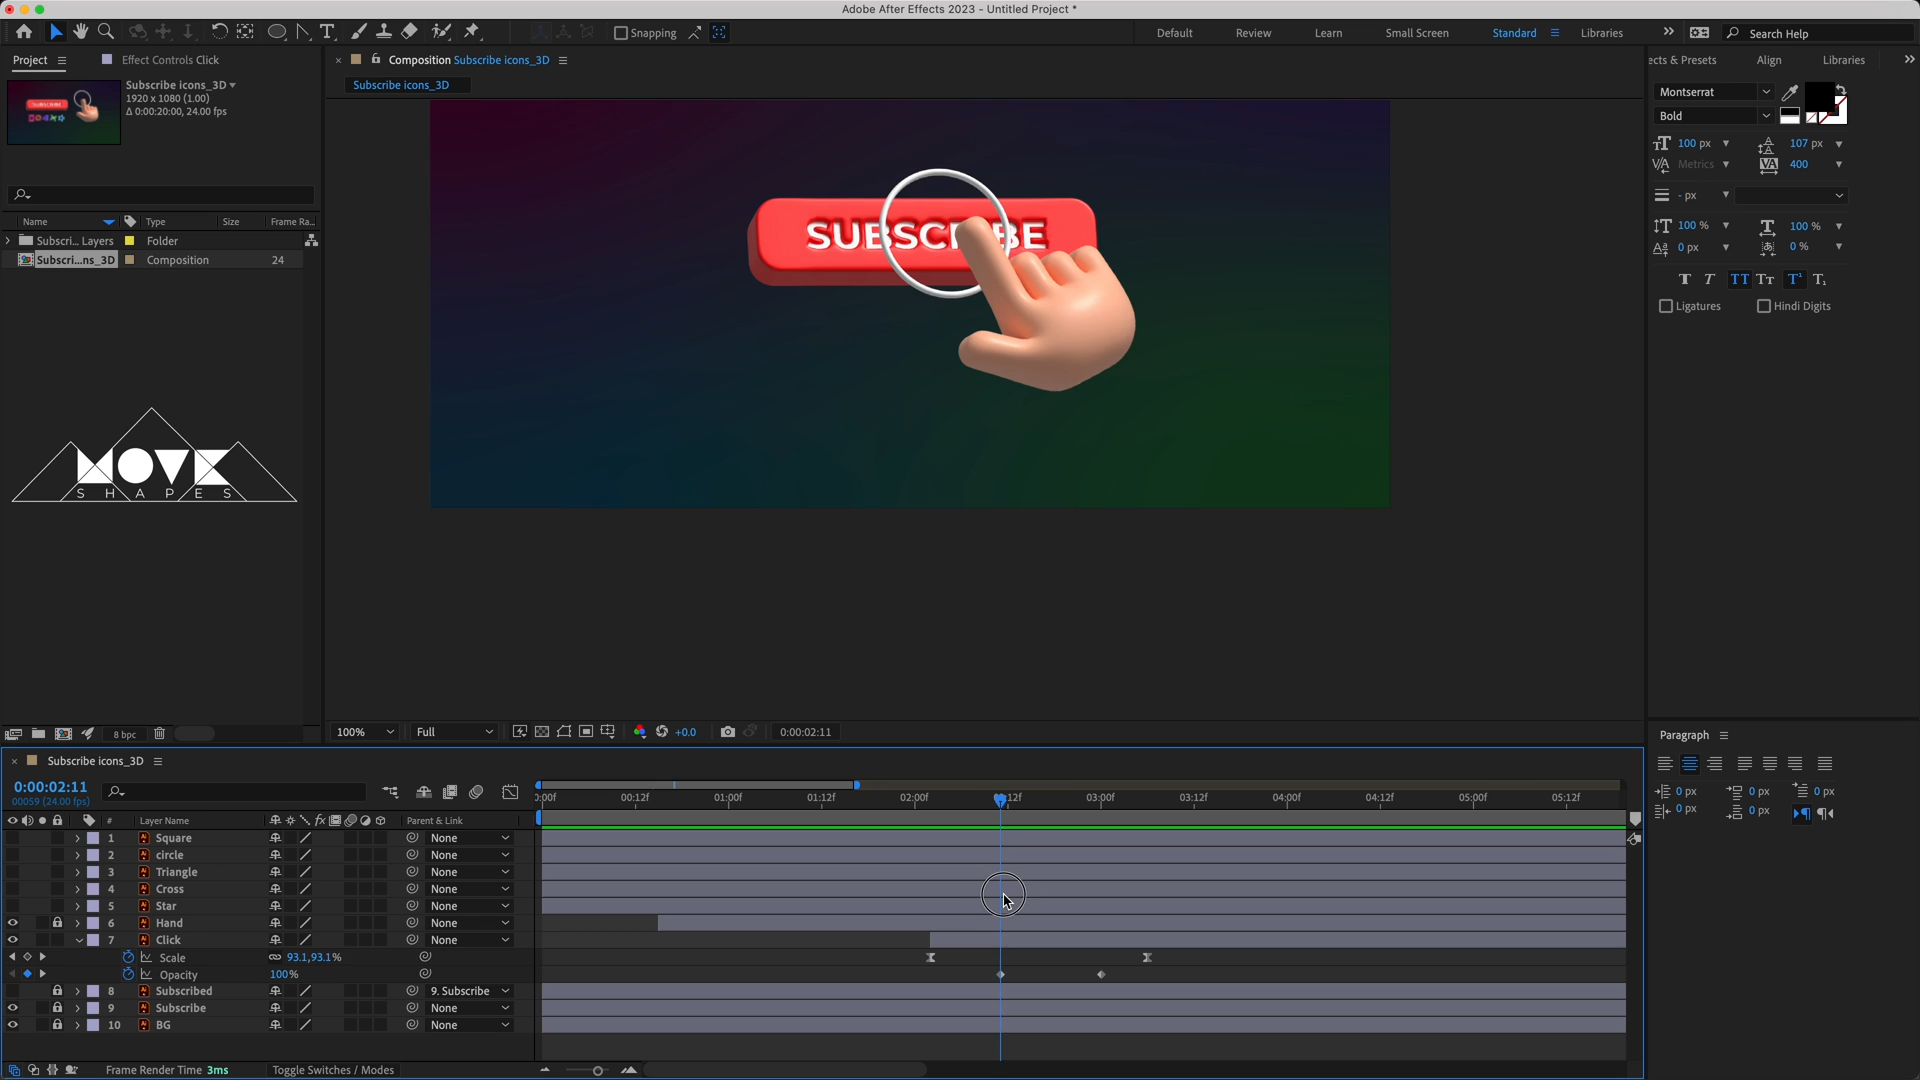 Adobe After Effects 2023 - Untitled Project *
Snapping
Default
Review
Learn
Small Screen
Standard
Libraries
Search Help
Project
Effect Controls Click
Composition Subscribe icons_3D
ects & Presets
Align
Libraries
Subscribe icons_3D
1920 x 1080 (1.00)
Δ 0:00:20:00, 24.00 fps
Subscribe icons_3D
Montserrat
Bold
100 px
107 px
Metrics
400
- px
100 %
100 %
0 px
0 %
Ligatures
Hindi Digits
Name
Type
Size
Frame Ra...
Subscri... Layers
Folder
Subscri...ns_3D
Composition
24
SUBSCRIBE
MOVE
SHAPES
8 bpc
100%
Full
+0.0
0:00:02:11
Paragraph
0 px
0 px
0 px
0 px
0 px
Subscribe icons_3D
0:00:02:11
00059 (24.00 fps)
0:00f
00:12f
01:00f
01:12f
02:00f
12f
03:00f
03:12f
04:00f
04:12f
05:00f
05:12f
#
Layer Name
Parent & Link
1 Square None
2 circle None
3 Triangle None
4 Cross None
5 Star None
6 Hand None
7 Click None
Scale 93.1,93.1%
Opacity 100%
8 Subscribed 9. Subscribe
9 Subscribe None
10 BG None
Frame Render Time 3ms
Toggle Switches / Modes